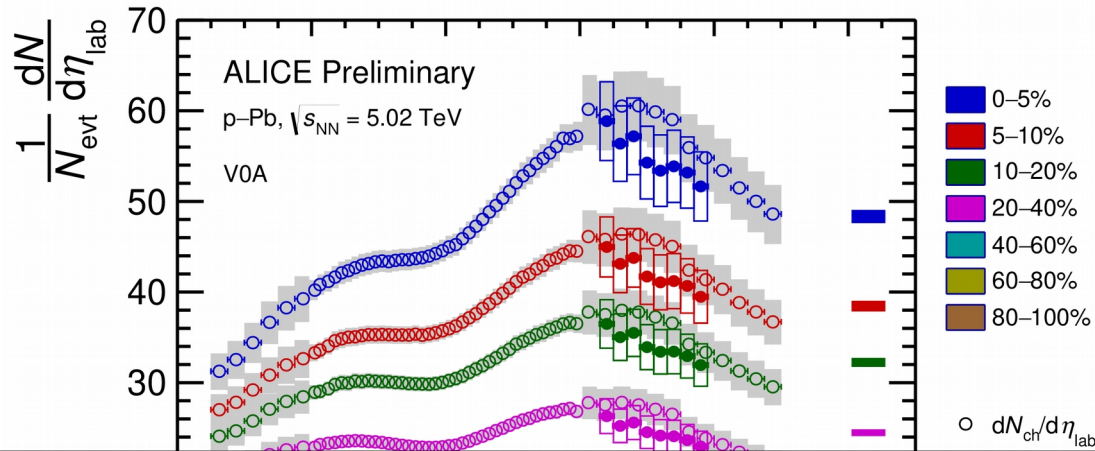 70
60
50
40
30
1/N_evt dN/dη_lab
ALICE Preliminary
p–Pb, √s_NN = 5.02 TeV
V0A
0–5%
5–10%
10–20%
20–40%
40–60%
60–80%
80–100%
dN_ch/dη_lab